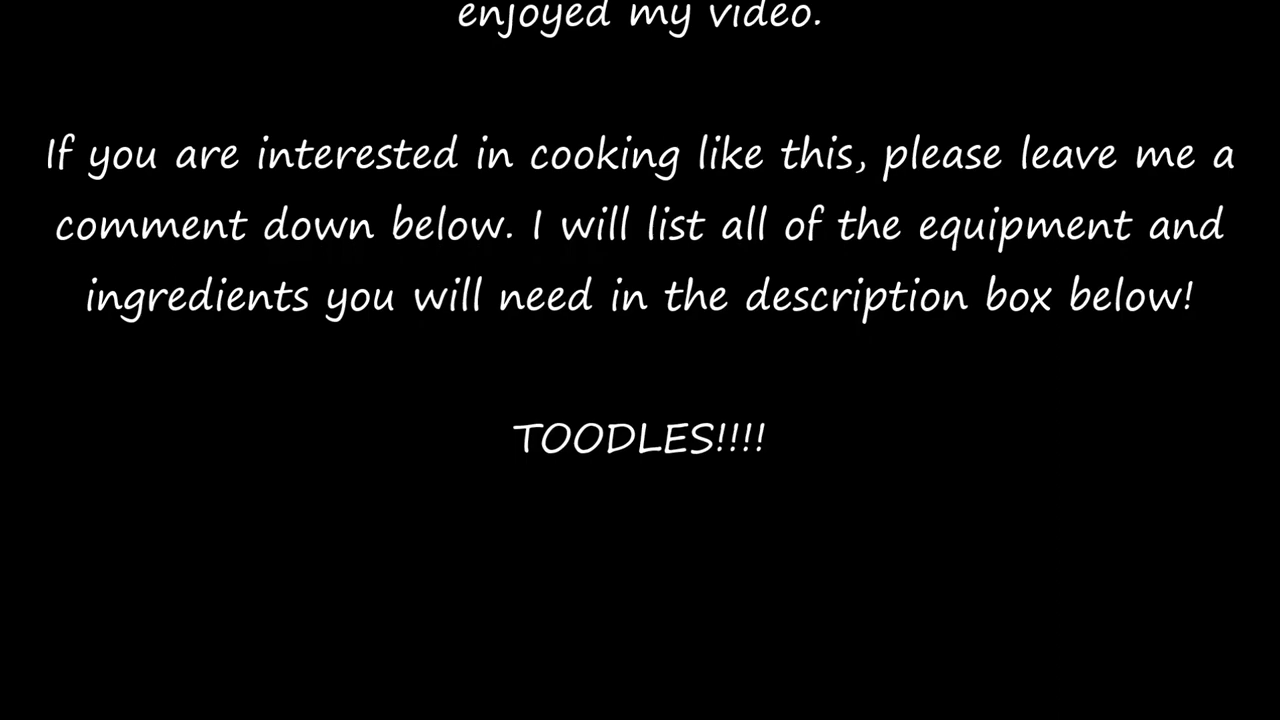 enjoyed my video.
If you are interested in cooking like this, please leave me a
comment down below. I will list all of the equipment and
ingredients you will need in the description box below!
TOODLES!!!!